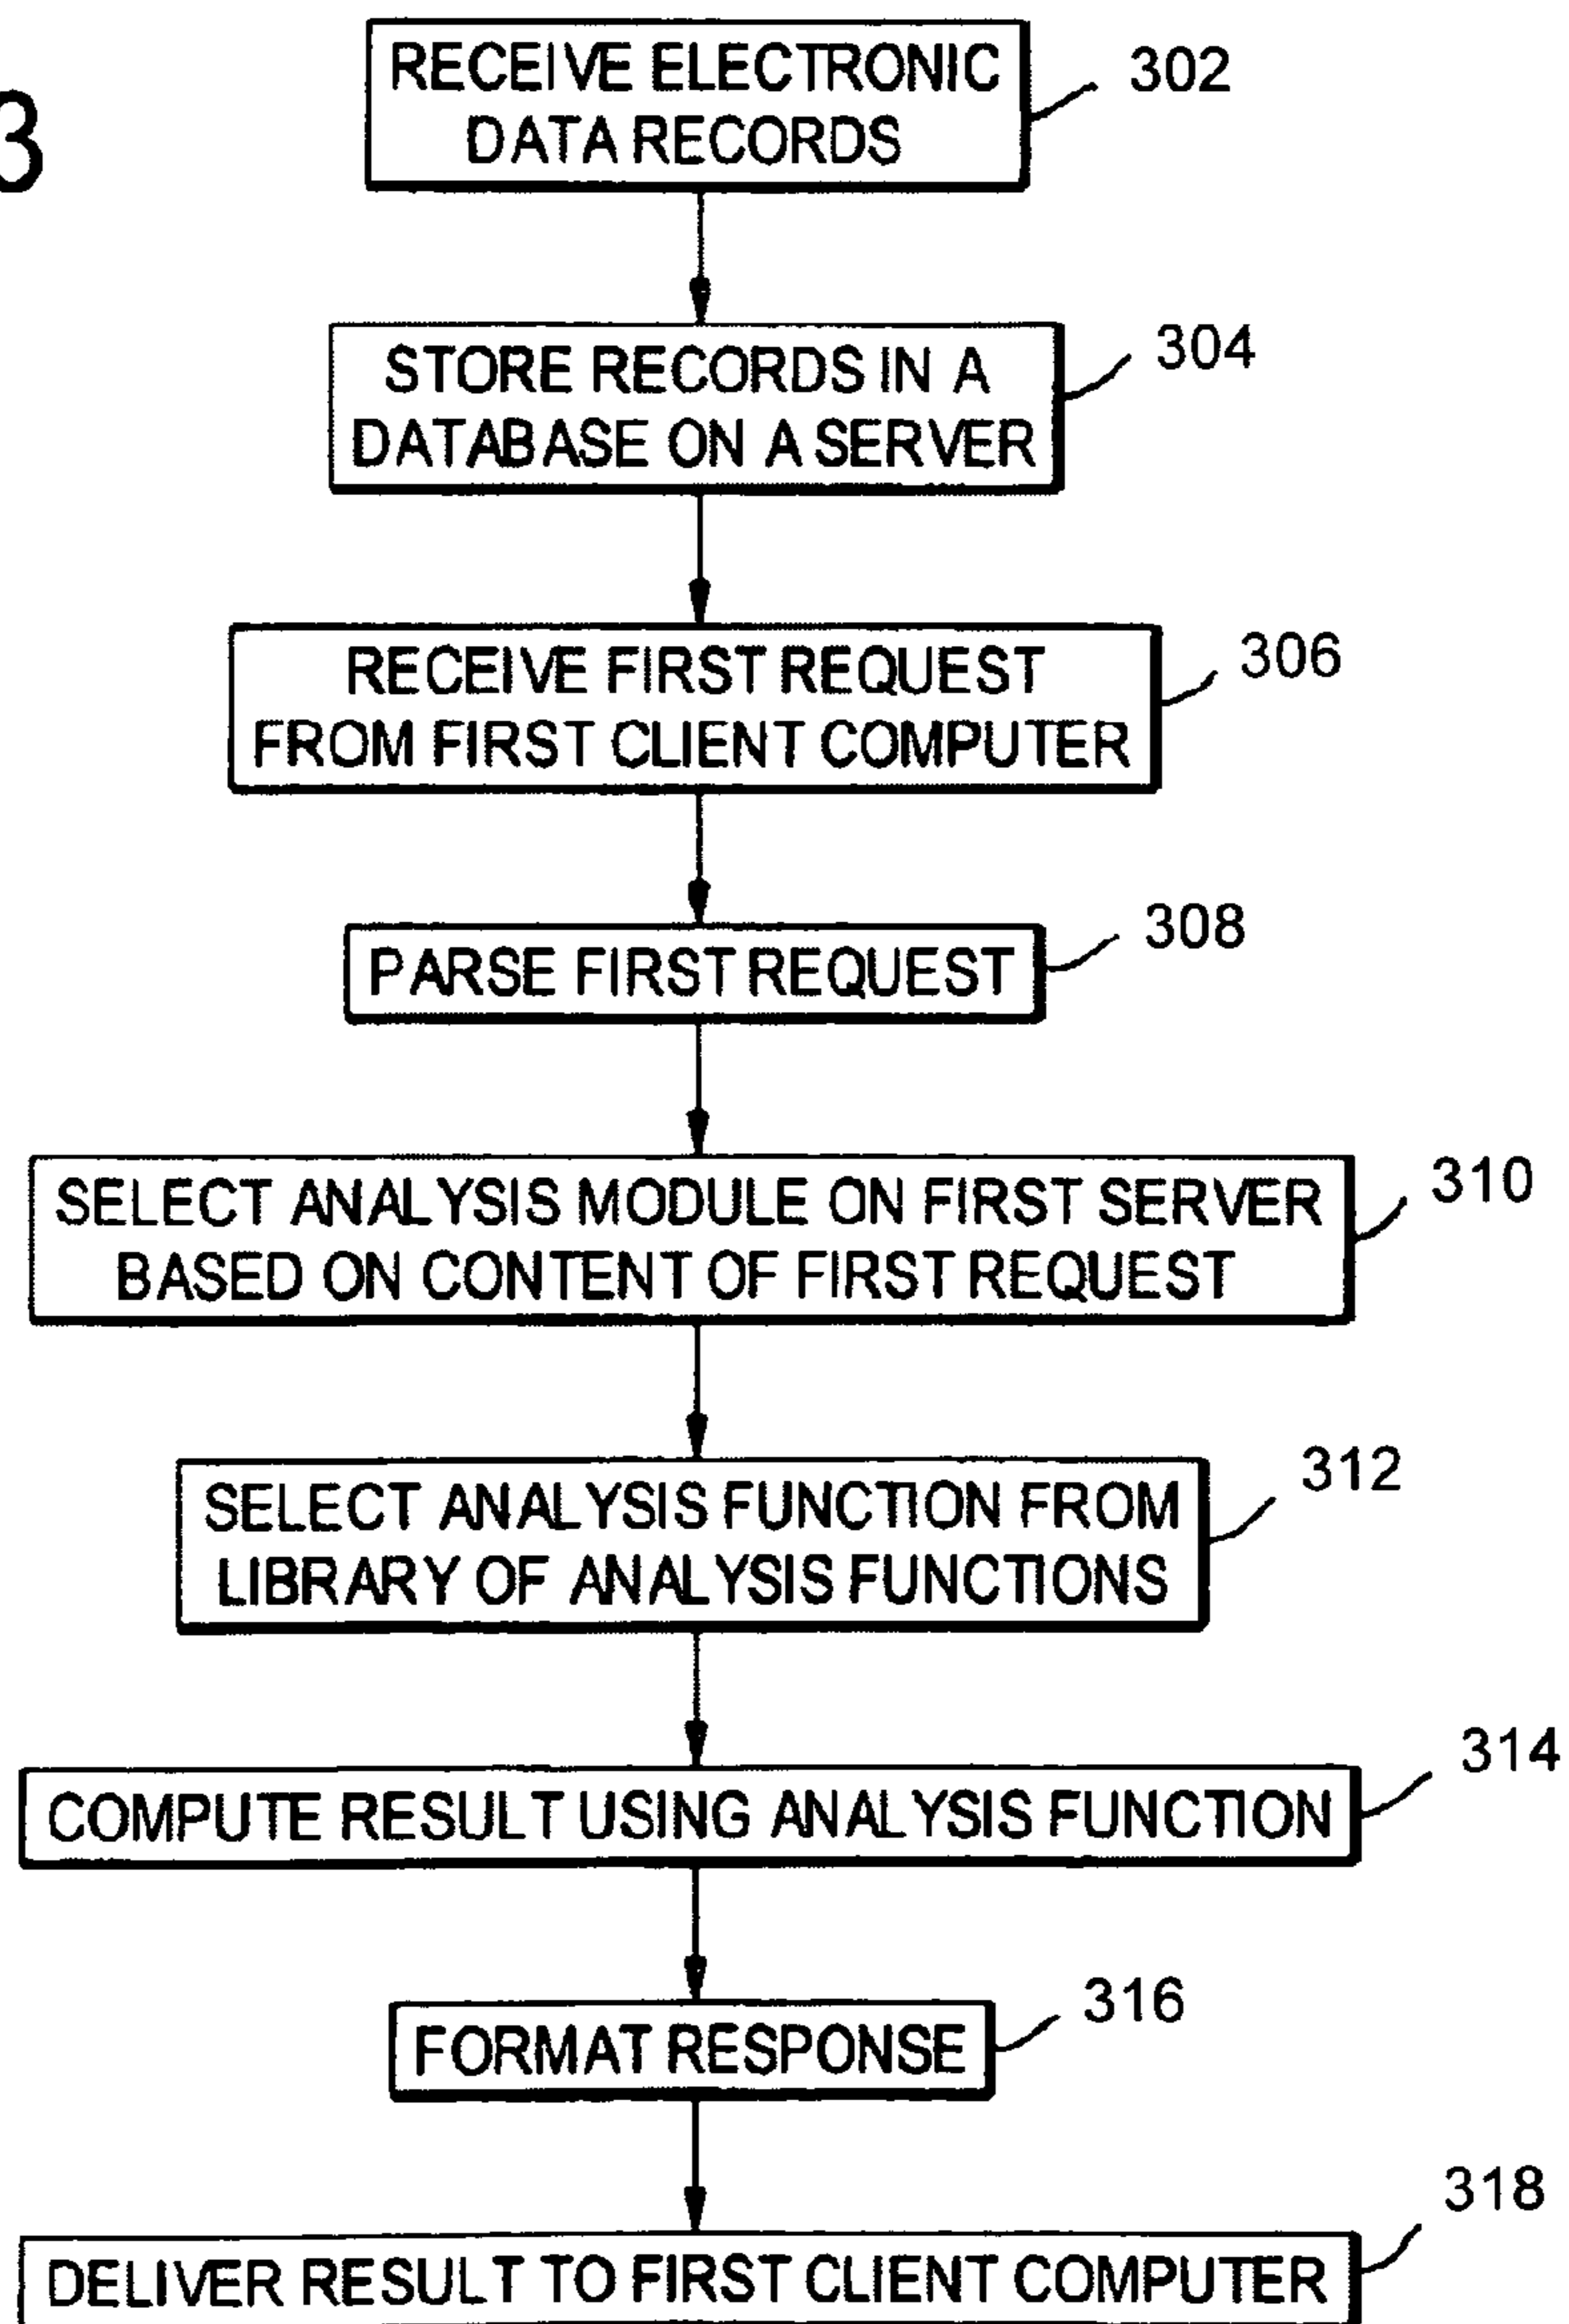 3
RECEIVE ELECTRONIC
DATA RECORDS
302
STORE RECORDS IN A
DATABASE ON A SERVER
304
RECEIVE FIRST REQUEST
FROM FIRST CLIENT COMPUTER
306
PARSE FIRST REQUEST
308
SELECT ANALYSIS MODULE ON FIRST SERVER
BASED ON CONTENT OF FIRST REQUEST
310
SELECT ANALYSIS FUNCTION FROM
LIBRARY OF ANALYSIS FUNCTIONS
312
COMPUTE RESULT USING ANALYSIS FUNCTION
314
FORMAT RESPONSE
316
DELIVER RESULT TO FIRST CLIENT COMPUTER
318